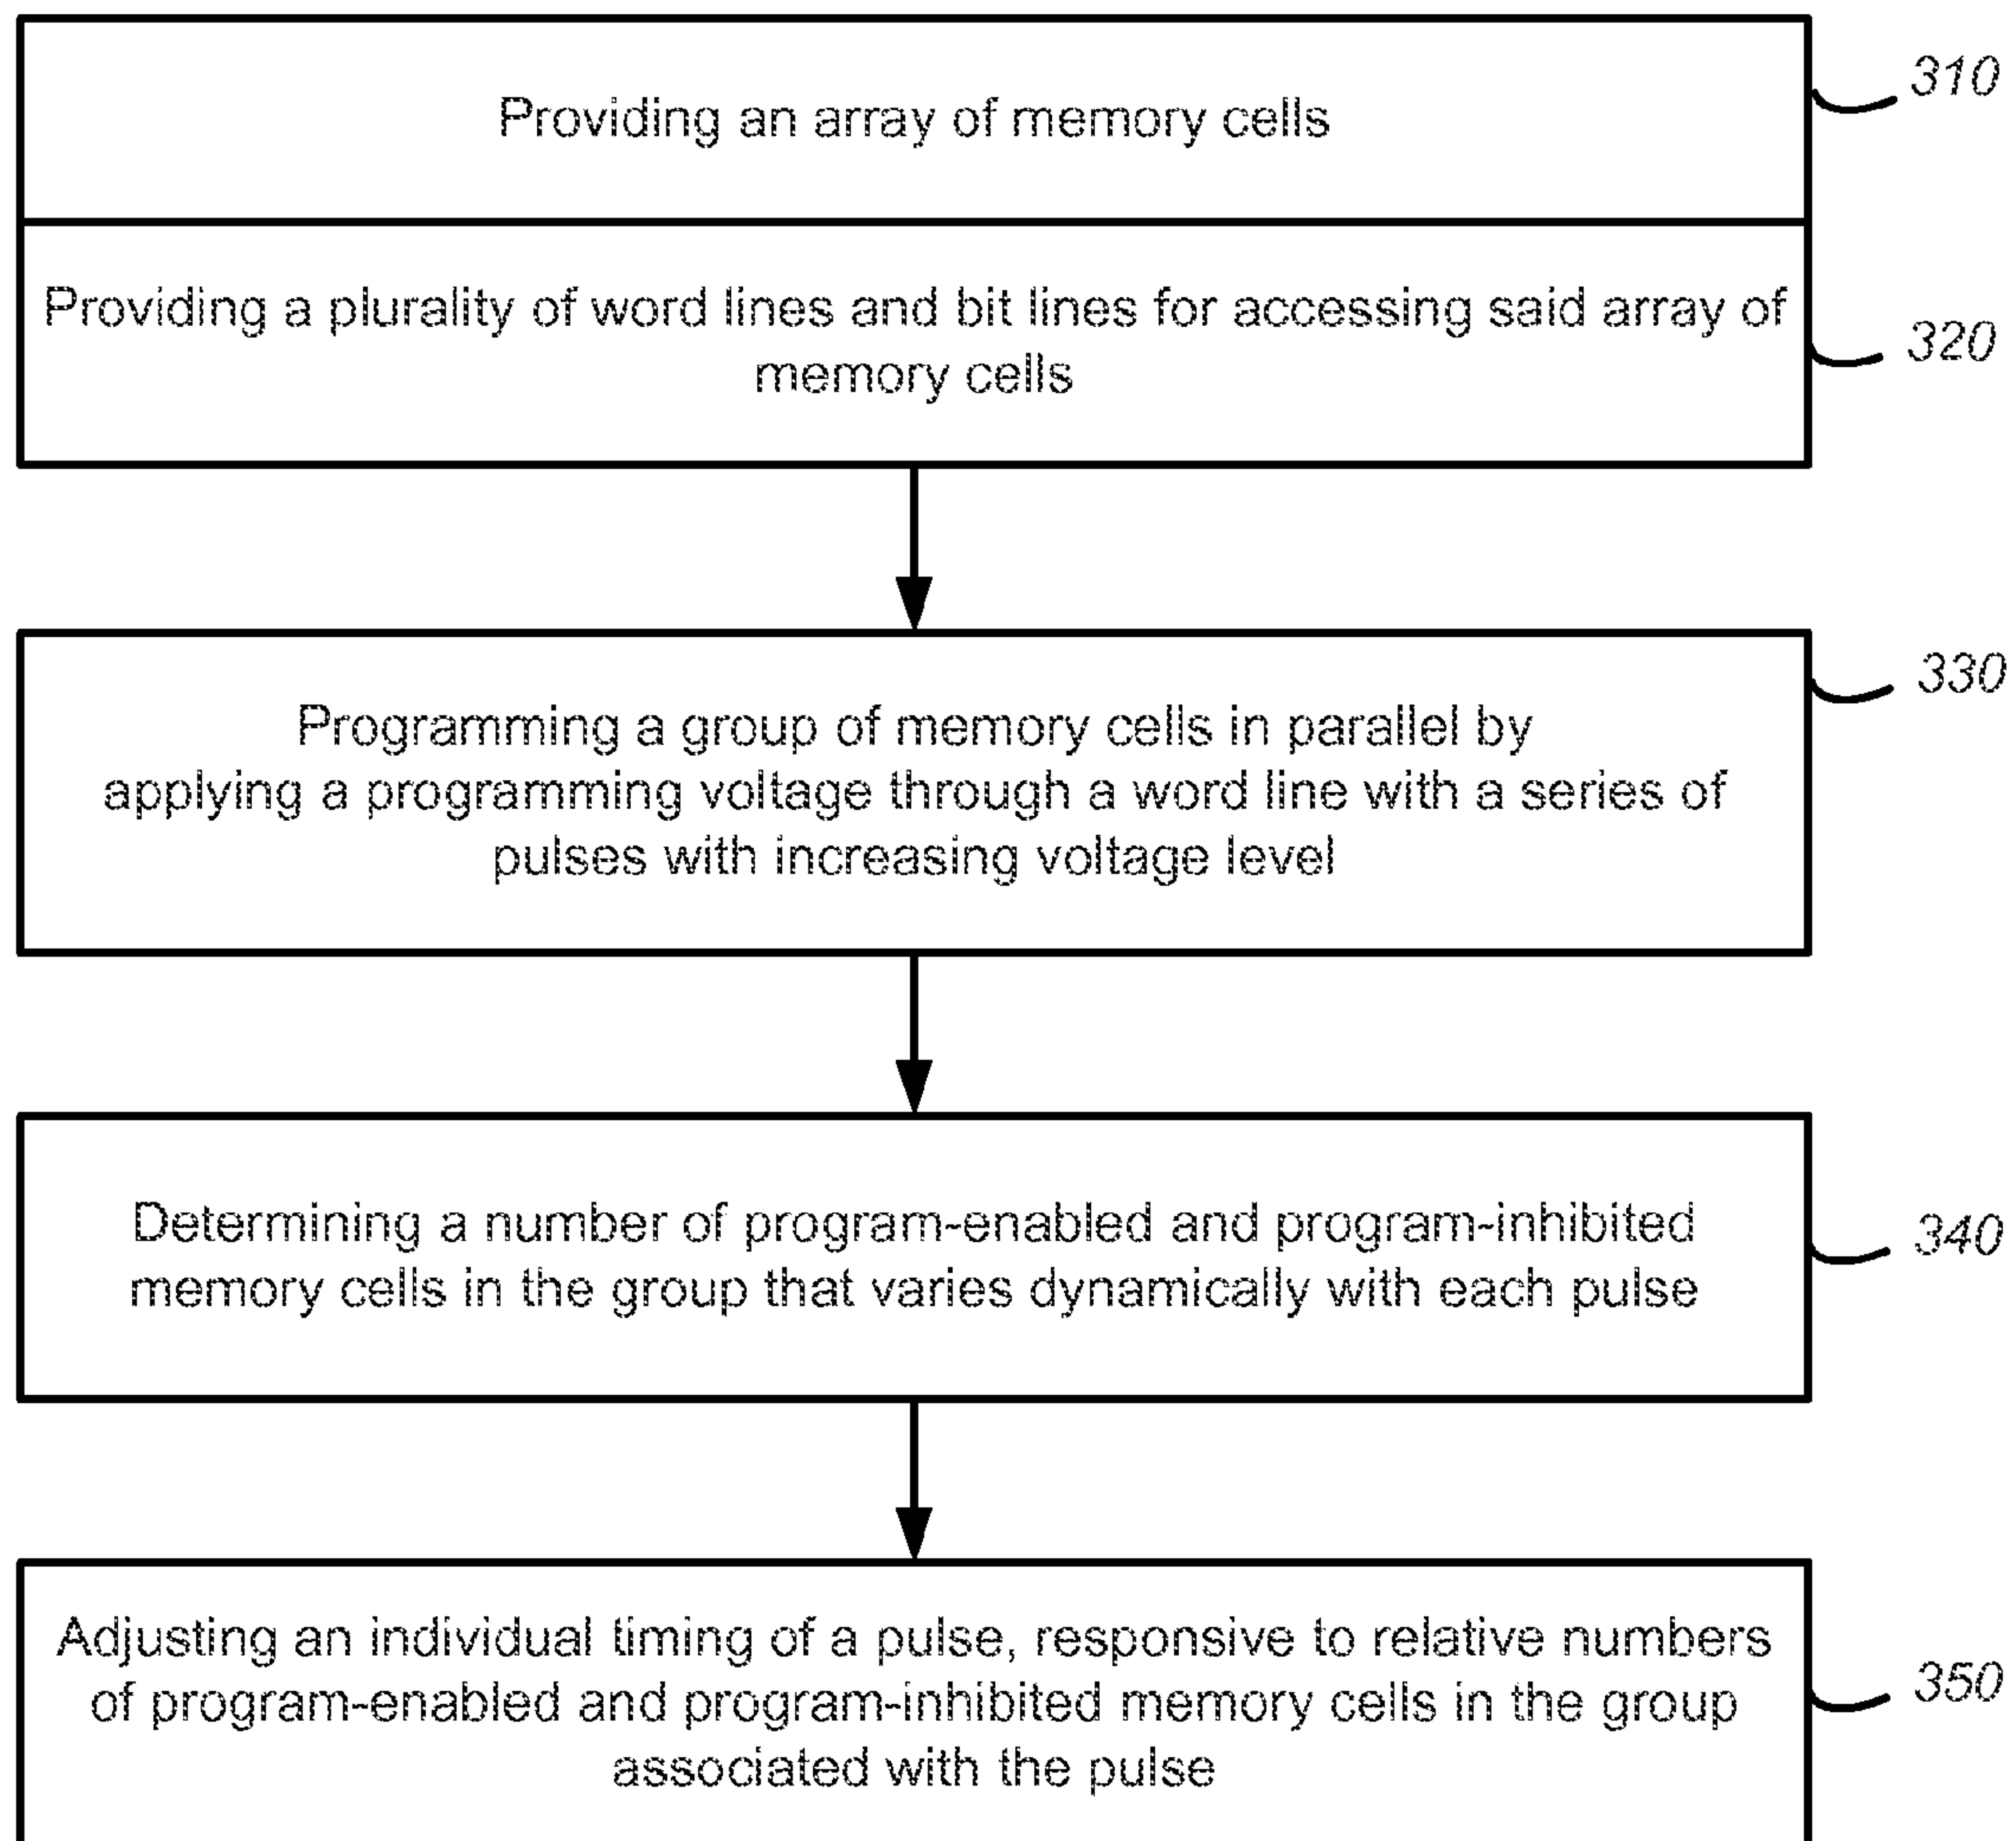 Providing an array of memory cells
310
Providing a plurality of word lines and bit lines for accessing said array of
memory cells
320
Programming a group of memory cells in parallel by
applying a programming voltage through a word line with a series of
pulses with increasing voltage level
330
Determining a number of program-enabled and program-inhibited
memory cells in the group that varies dynamically with each pulse
340
Adjusting an individual timing of a pulse, responsive to relative numbers
of program-enabled and program-inhibited memory cells in the group
associated with the pulse
350